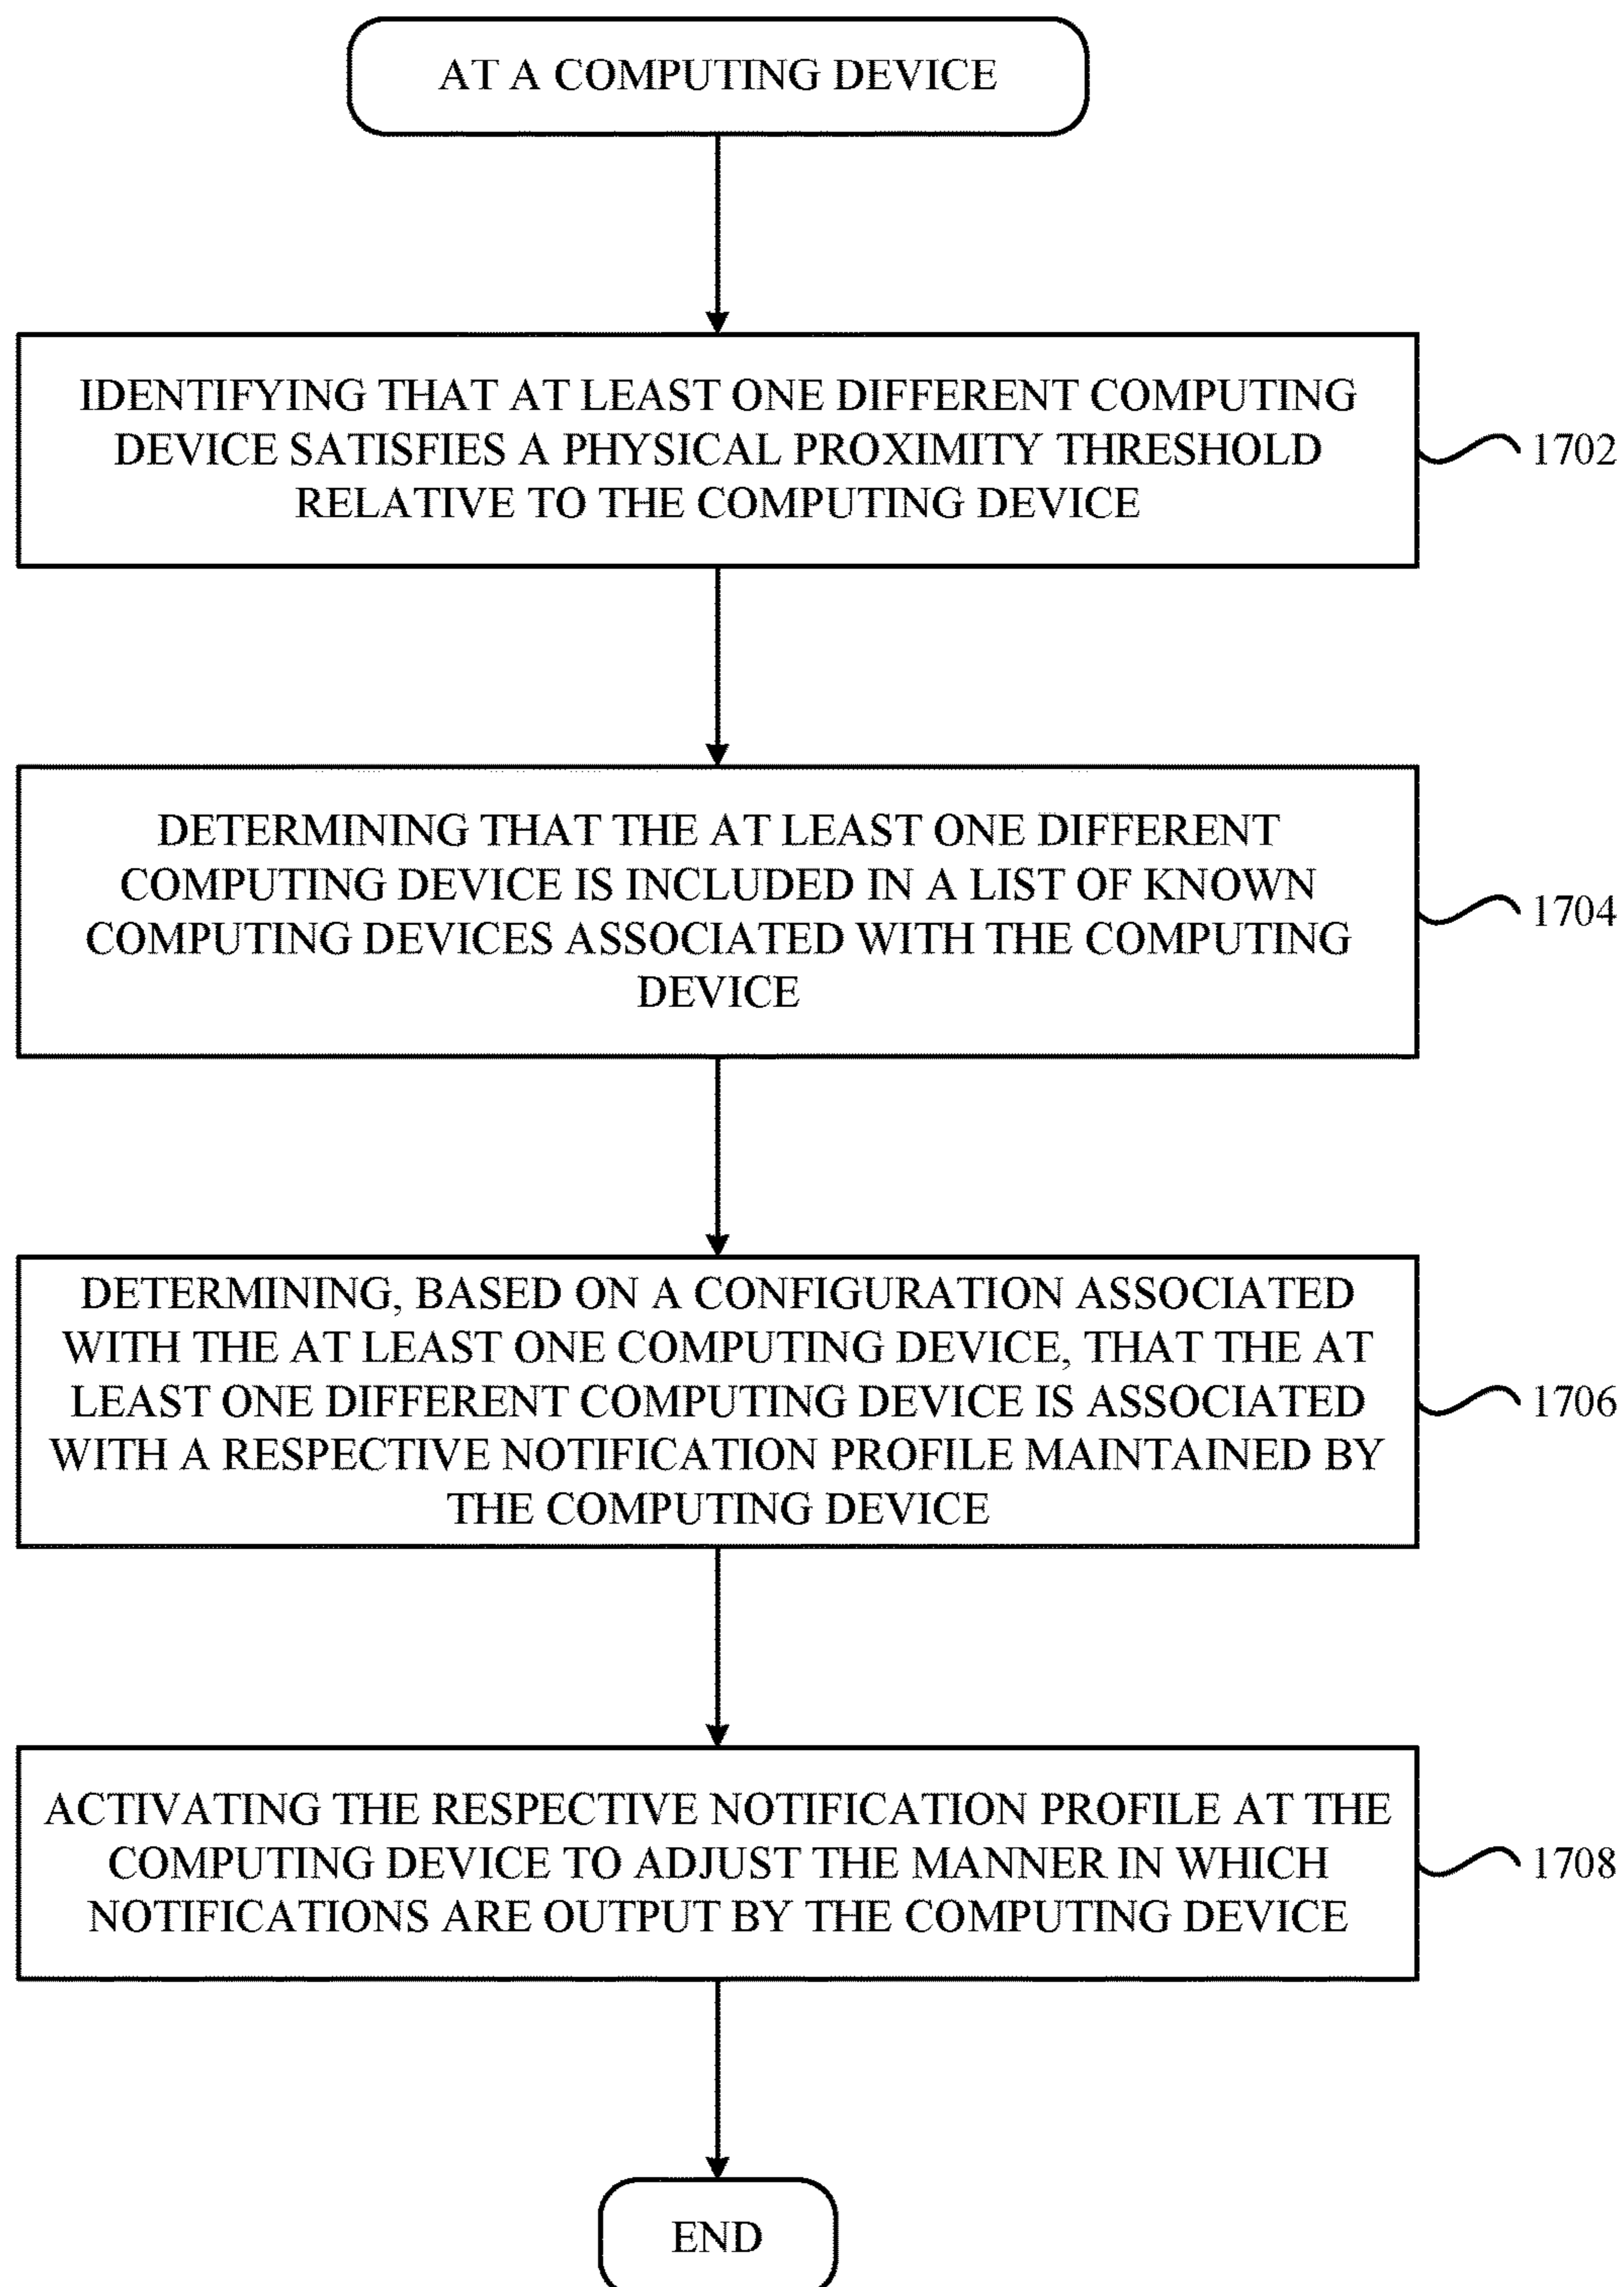 AT A COMPUTING DEVICE
IDENTIFYING THAT AT LEAST ONE DIFFERENT COMPUTING
DEVICE SATISFIES A PHYSICAL PROXIMITY THRESHOLD
RELATIVE TO THE COMPUTING DEVICE
1702
DETERMINING THAT THE AT LEAST ONE DIFFERENT
COMPUTING DEVICE IS INCLUDED IN A LIST OF KNOWN
COMPUTING DEVICES ASSOCIATED WITH THE COMPUTING
DEVICE
1704
DETERMINING, BASED ON A CONFIGURATION ASSOCIATED
WITH THE AT LEAST ONE COMPUTING DEVICE, THAT THE AT
LEAST ONE DIFFERENT COMPUTING DEVICE IS ASSOCIATED
WITH A RESPECTIVE NOTIFICATION PROFILE MAINTAINED BY
THE COMPUTING DEVICE
1706
ACTIVATING THE RESPECTIVE NOTIFICATION PROFILE AT THE
COMPUTING DEVICE TO ADJUST THE MANNER IN WHICH
NOTIFICATIONS ARE OUTPUT BY THE COMPUTING DEVICE
1708
END